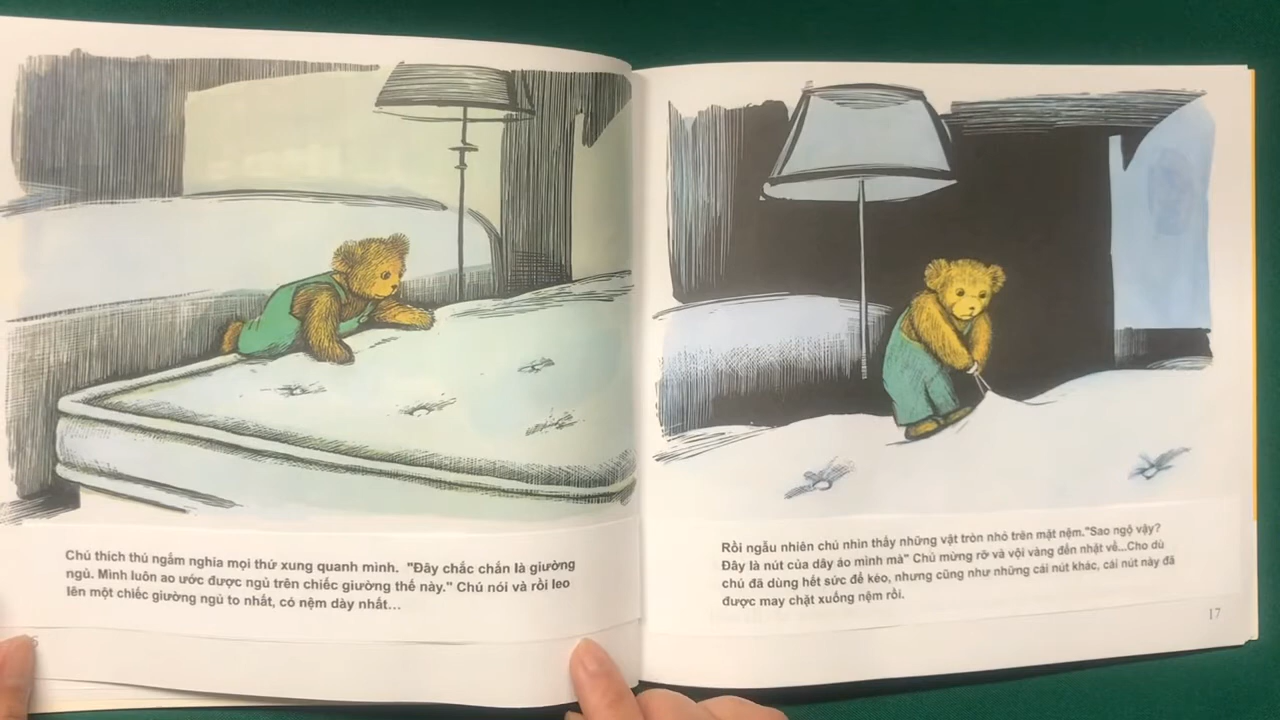 Chú thích thú ngắm nghía mọi thứ xung quanh mình. "Đây chắc chắn là giường
ngủ. Mình luôn ao ước được ngủ trên chiếc giường thế này." Chú nói và rồi leo
lên một chiếc giường ngủ to nhất, có nệm dày nhất...
Rồi ngẫu nhiên chú nhìn thấy những vật tròn nhỏ trên mặt nệm."Sao ngộ vậy?
Đây là nút của dây áo mình mà" Chú mừng rỡ và vội vàng đến nhặt về...Cho dù
chú đã dùng hết sức để kéo, nhưng cũng như những cái nút khác, cái nút này đã
được may chặt xuống nệm rồi.
17